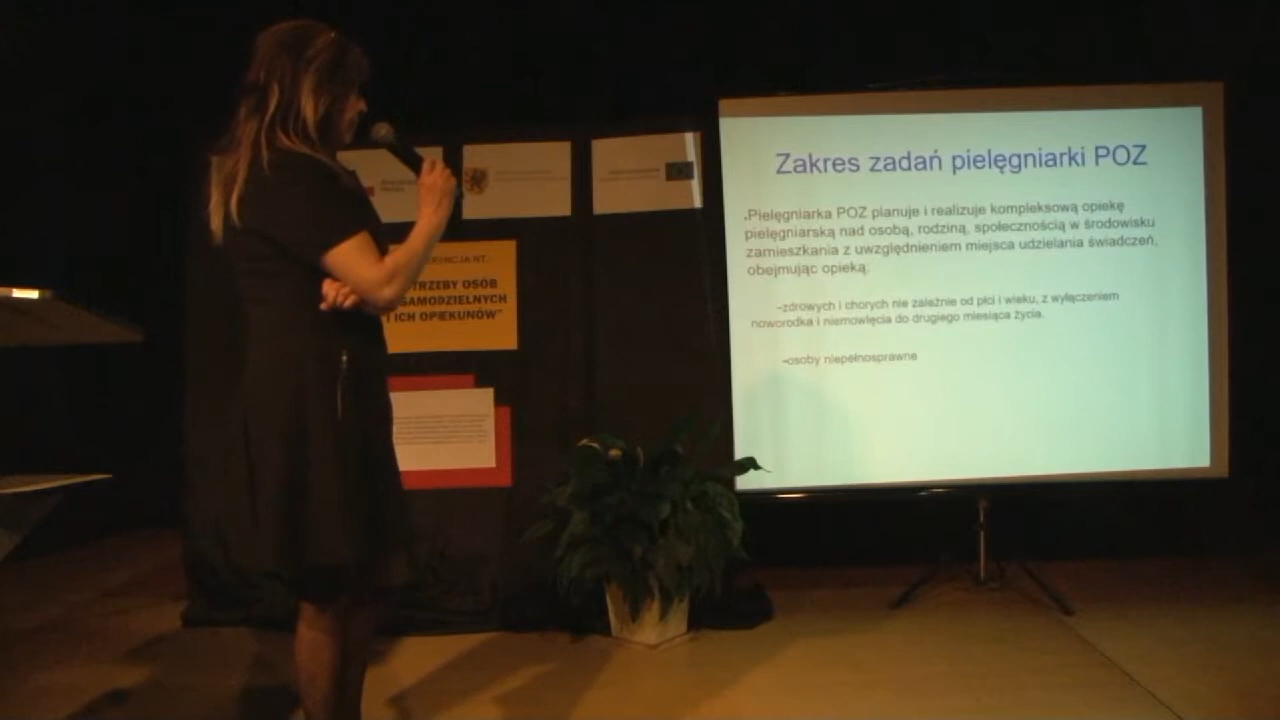 Zakres zadań pielęgniarki POZ
Pielęgniarka POZ planuje i realizuje kompleksową opiekę
pielęgniarską nad osobą, rodziną, społecznością w środowisku
zamieszkania z uwzględnieniem miejsca udzielania świadczeń,
obejmując opieką:
–zdrowych i chorych nie zależnie od płci i wieku, z wyłączeniem
noworodka i niemowlęcia do drugiego miesiąca życia.
–osoby niepełnosprawne
ERENCJA NT.
TRZEBY OSÓB
SAMODZIELNYCH
I ICH OPIEKUNÓW"